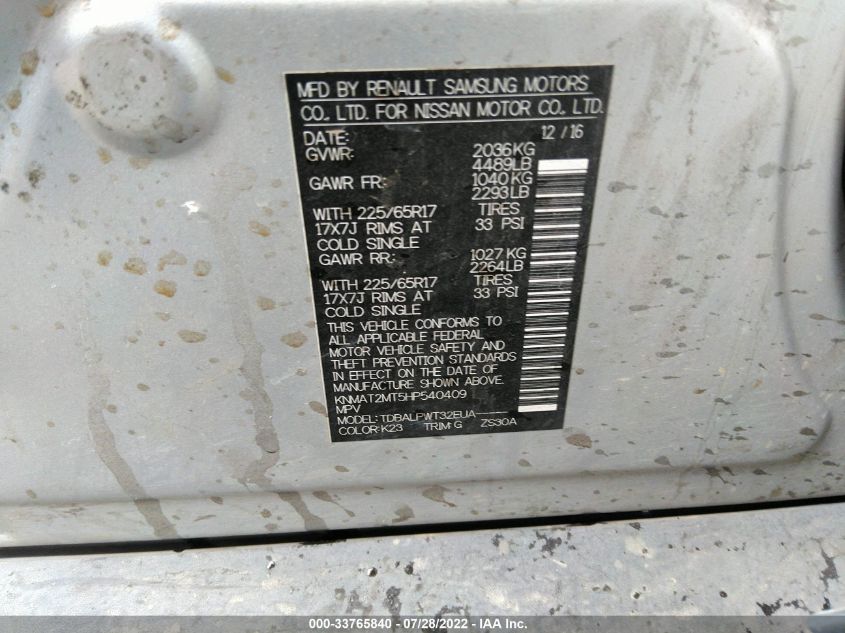 MFD BY RENAULT SAMSUNG MOTORS
CO., LTD. FOR NISSAN MOTOR CO., LTD.
DATE: 12 / 16
GVWR: 2036KG
4489LB
GAWR FR: 1040KG
2293LB
WITH 225/65R17 TIRES
17X7J RIMS AT 33 PSI
COLD SINGLE
GAWR RR: 1027KG
2264LB
WITH 225/65R17 TIRES
17X7J RIMS AT 33 PSI
COLD SINGLE
THIS VEHICLE CONFORMS TO
ALL APPLICABLE FEDERAL
MOTOR VEHICLE SAFETY AND
THEFT PREVENTION STANDARDS
IN EFFECT ON THE DATE OF
MANUFACTURE SHOWN ABOVE.
KNMAT2MT5HP540409
MPV
MODEL: TDBALPWT32EUA-----
COLOR:K23 TRIM:G ZS30A
000-33765840 / 07/28/2022 / IAA Inc.